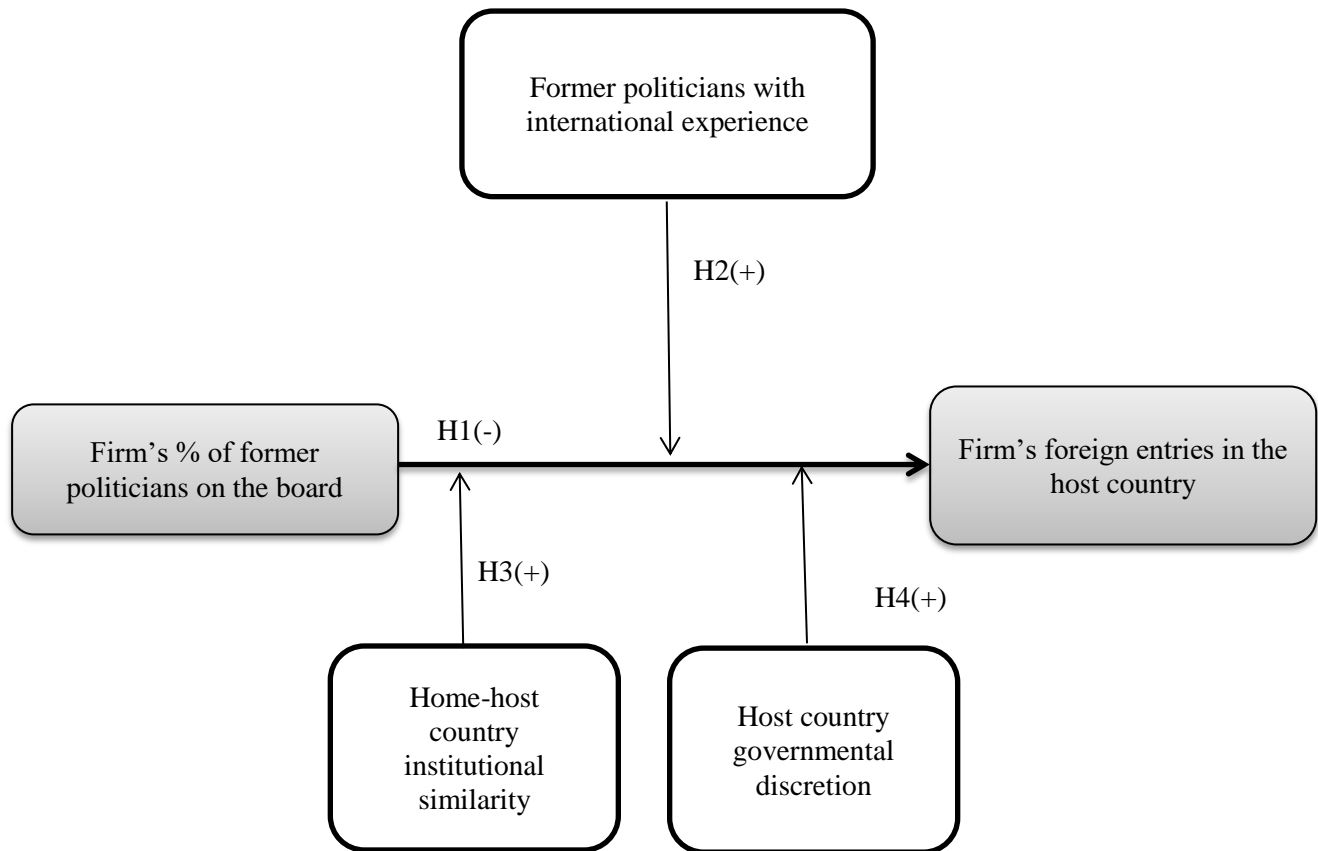 Former politicians with
international experience
H2(+)
H1(-)
Firm’s % of former
politicians on the board
Firm’s foreign entries in the
host country
H3(+)
H4(+)
Home-host
country
institutional
similarity
Host country
governmental
discretion